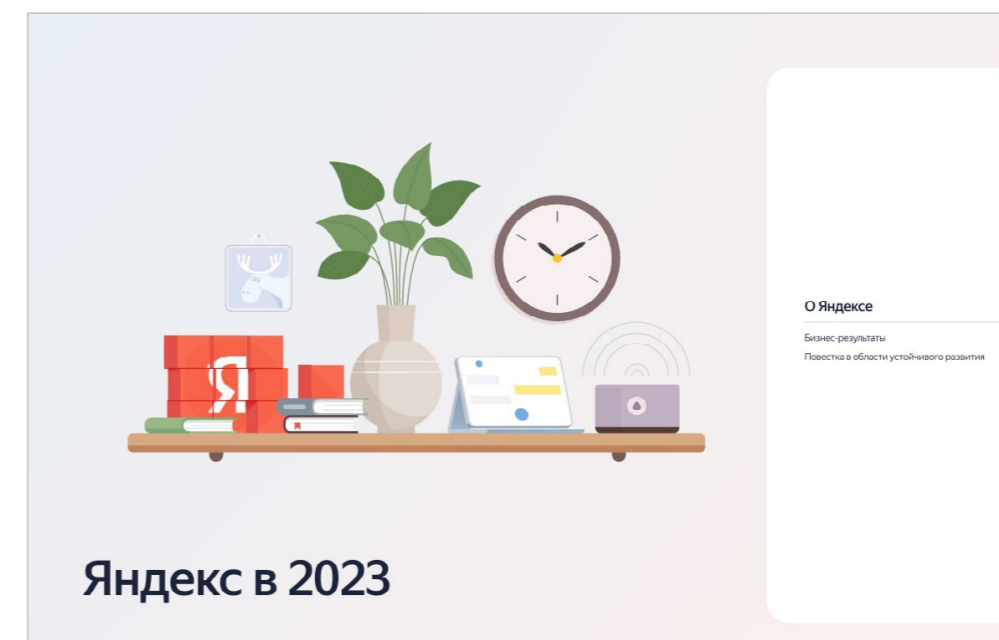 Я
О Яндексе
Бизнес-результаты
Повестка в области устойчивого развития
Яндекс в 2023